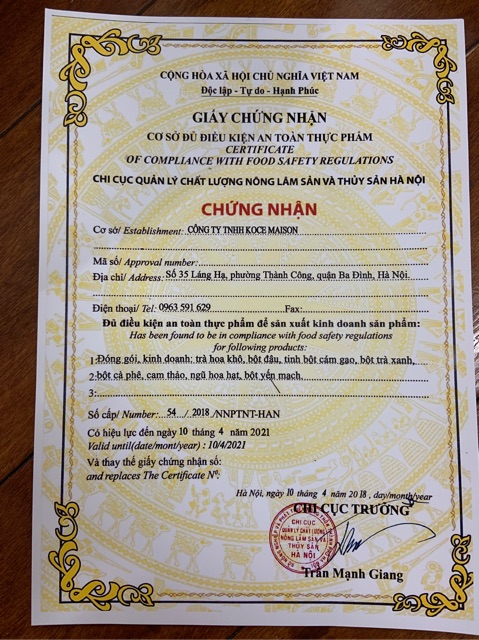 CỘNG HÒA XÃ HỘI CHỦ NGHĨA VIỆT NAM
Độc lập - Tự do - Hạnh Phúc
GIẤY CHỨNG NHẬN
CƠ SỞ ĐỦ ĐIỀU KIỆN AN TOÀN THỰC PHẨM
CERTIFICATE
OF COMPLIANCE WITH FOOD SAFETY REGULATIONS
CHI CỤC QUẢN LÝ CHẤT LƯỢNG NÔNG LÂM SẢN VÀ THỦY SẢN HÀ NỘI
CHỨNG NHẬN
Cơ sở/ Establishment: CÔNG TY TNHH KOCE MAISON
Mã số/ Approval number:
Địa chỉ/ Address: Số 35 Láng Hạ, phường Thành Công, quận Ba Đình, Hà Nội.
Điện thoại/ Tel: 0963 591 629 Fax:
Đủ điều kiện an toàn thực phẩm để sản xuất kinh doanh sản phẩm:
Has been found to be in compliance with food safety regulations
for following products:
1: Đóng gói, kinh doanh: trà hoa khô, bột đậu, tinh bột cám gạo, bột trà xanh,
2: bột cà phê, cam thảo, ngũ hoa hạt, bột yến mạch.
3:
Số cấp/ Number: 54 / 2018 /NNPTNT-HAN
Có hiệu lực đến ngày 10 tháng 4 năm 2021
Valid until(date/mont/year) : 10/4/2021
Và thay thế giấy chứng nhận số:
and replaces The Certificate Nº:
Hà Nội, ngày 10 tháng 4 năm 2018, day/month/year
CHI CỤC TRƯỞNG
CHI CỤC
QUẢN LÝ CHẤT LƯỢNG
NÔNG LÂM SẢN VÀ
THỦY SẢN
HÀ NỘI
Trần Mạnh Giang